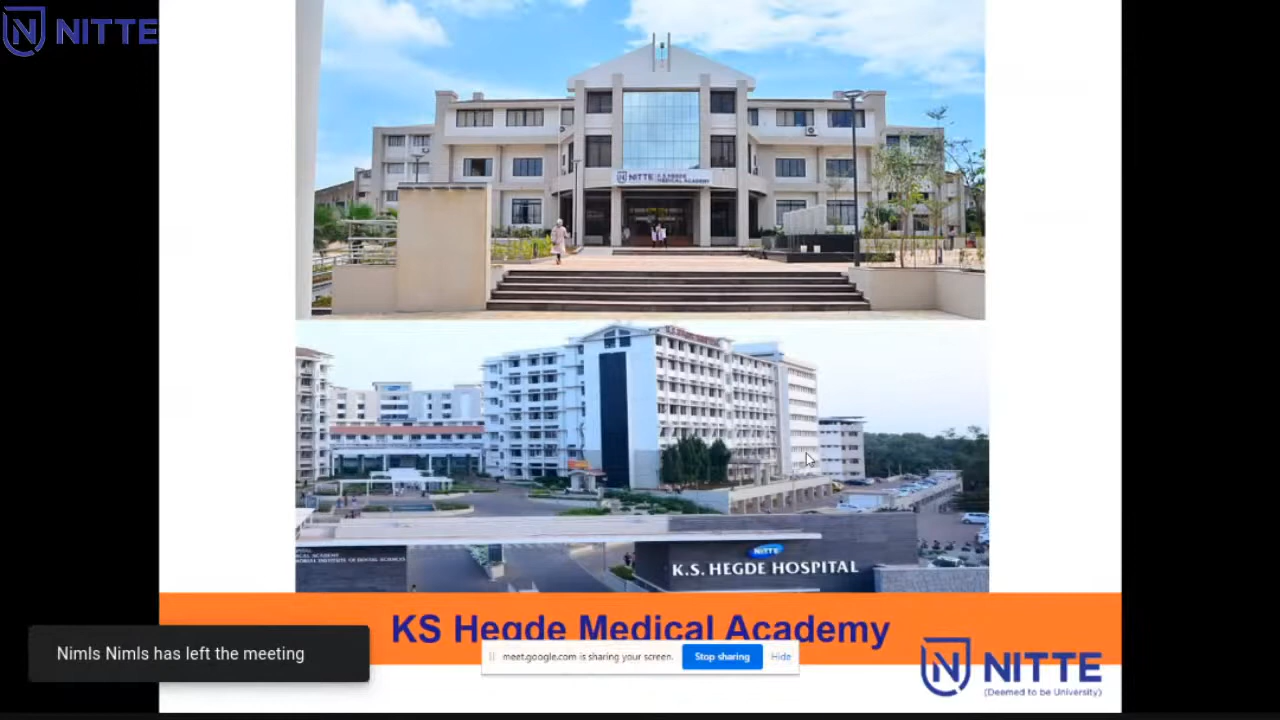 NITTE
NITTE K.S HEGDE
MEDICAL ACADEMY
NITTE
K.S. HEGDE HOSPITAL
KS Hegde Medical Academy
Nimls Nimls has left the meeting
meet.google.com is sharing your screen.
Stop sharing
Hide
NITTE
(Deemed to be University)